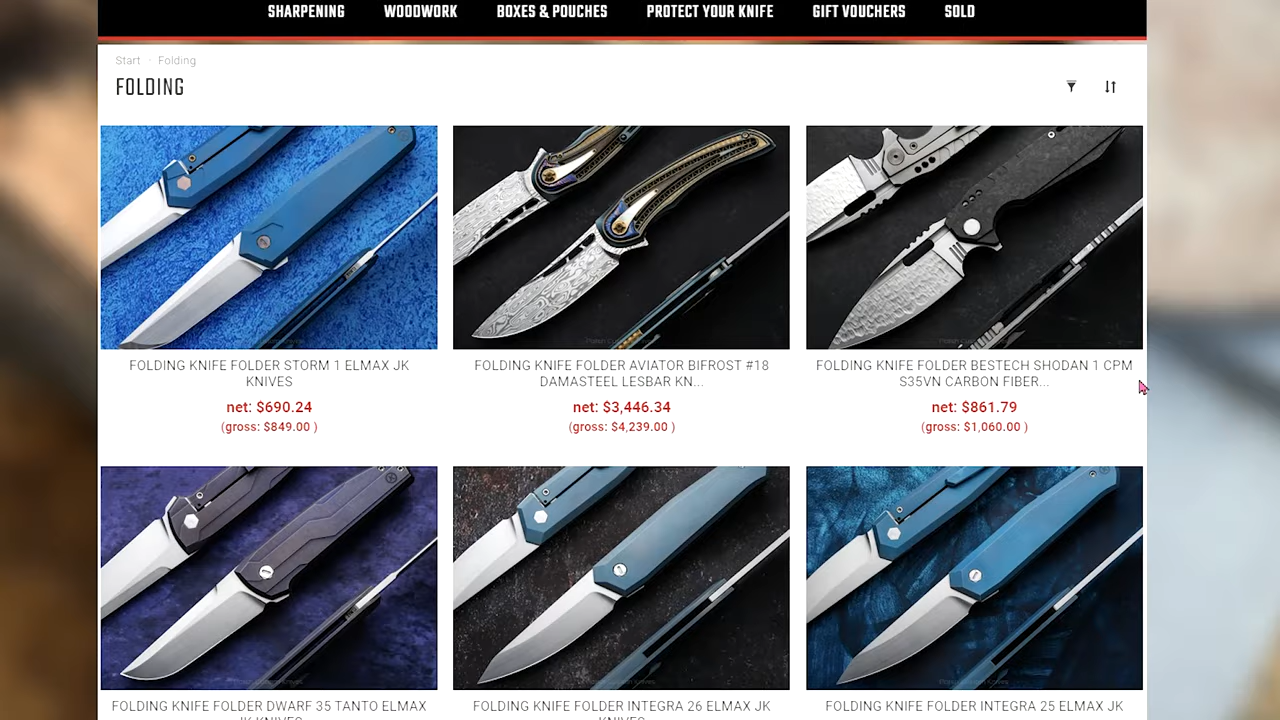 SHARPENING WOODWORK BOXES & POUCHES PROTECT YOUR KNIFE GIFT VOUCHERS SOLD
Start · Folding
FOLDING
FOLDING KNIFE FOLDER STORM 1 ELMAX JK
KNIVES
net: $690.24
(gross: $849.00 )
FOLDING KNIFE FOLDER AVIATOR BIFROST #18
DAMASTEEL LESBAR KN...
net: $3,446.34
(gross: $4,239.00 )
FOLDING KNIFE FOLDER BESTECH SHODAN 1 CPM
S35VN CARBON FIBER...
net: $861.79
(gross: $1,060.00 )
FOLDING KNIFE FOLDER DWARF 35 TANTO ELMAX
JK KNIVES
FOLDING KNIFE FOLDER INTEGRA 26 ELMAX JK
KNIVES
FOLDING KNIFE FOLDER INTEGRA 25 ELMAX JK